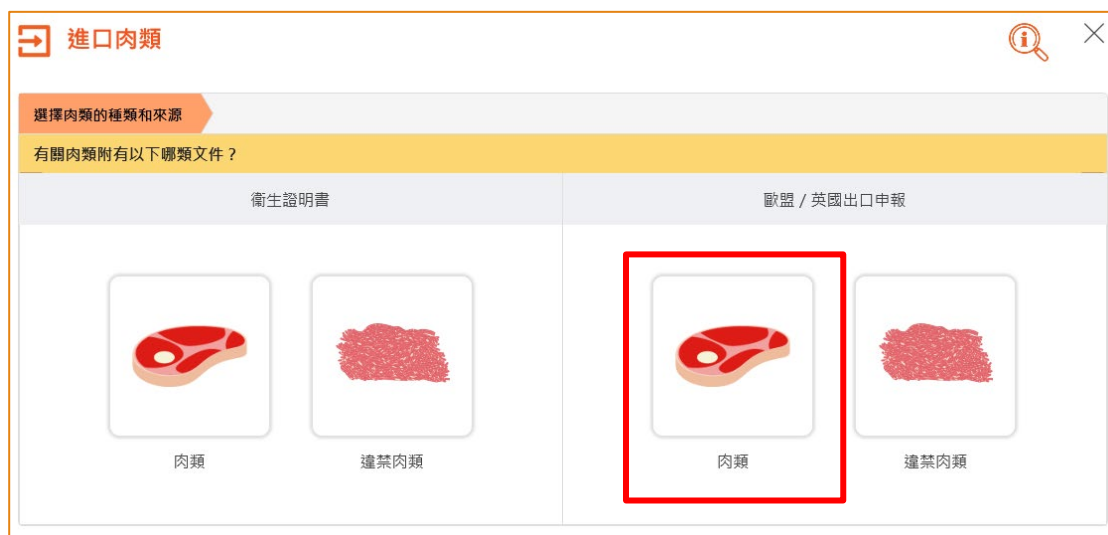 進口肉類
選擇肉類的種類和來源
有關肉類附有以下哪類文件？
衞生證明書
歐盟 / 英國出口申報
肉類
違禁肉類
肉類
違禁肉類